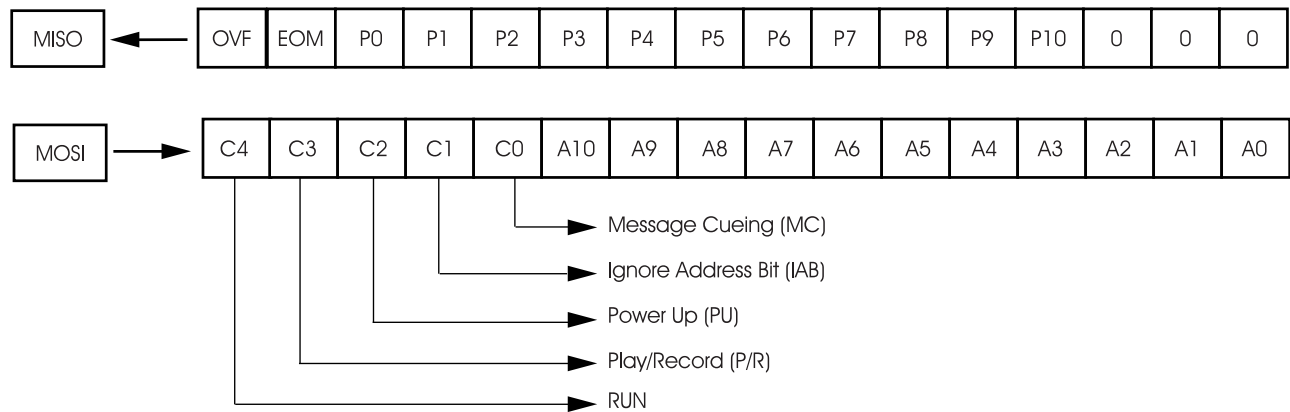 MISO OVF EOM P0 P1 P2 P3 P4 P5 P6 P7 P8 P9 P10 0 0 0
MOSI C4 C3 C2 C1 C0 A10 A9 A8 A7 A6 A5 A4 A3 A2 A1 A0
Message Cueing (MC)
Ignore Address Bit (IAB)
Power Up (PU)
Play/Record (P/R)
RUN